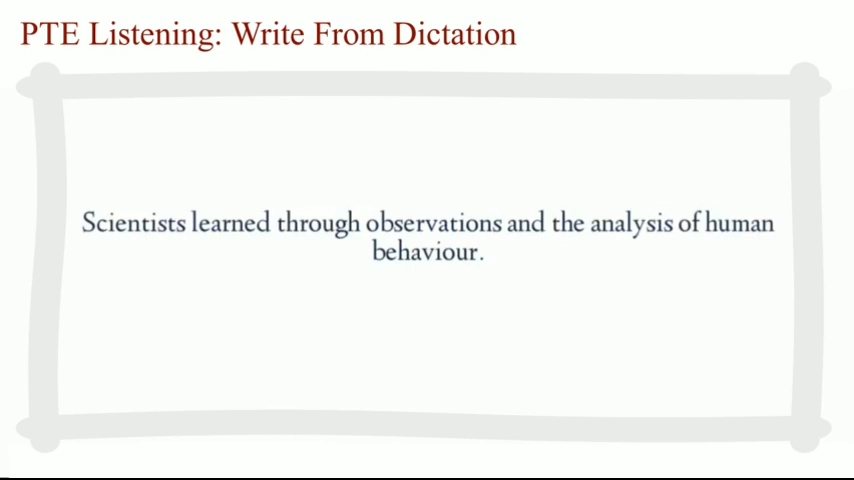 PTE Listening: Write From Dictation
Scientists learned through observations and the analysis of human
behaviour.